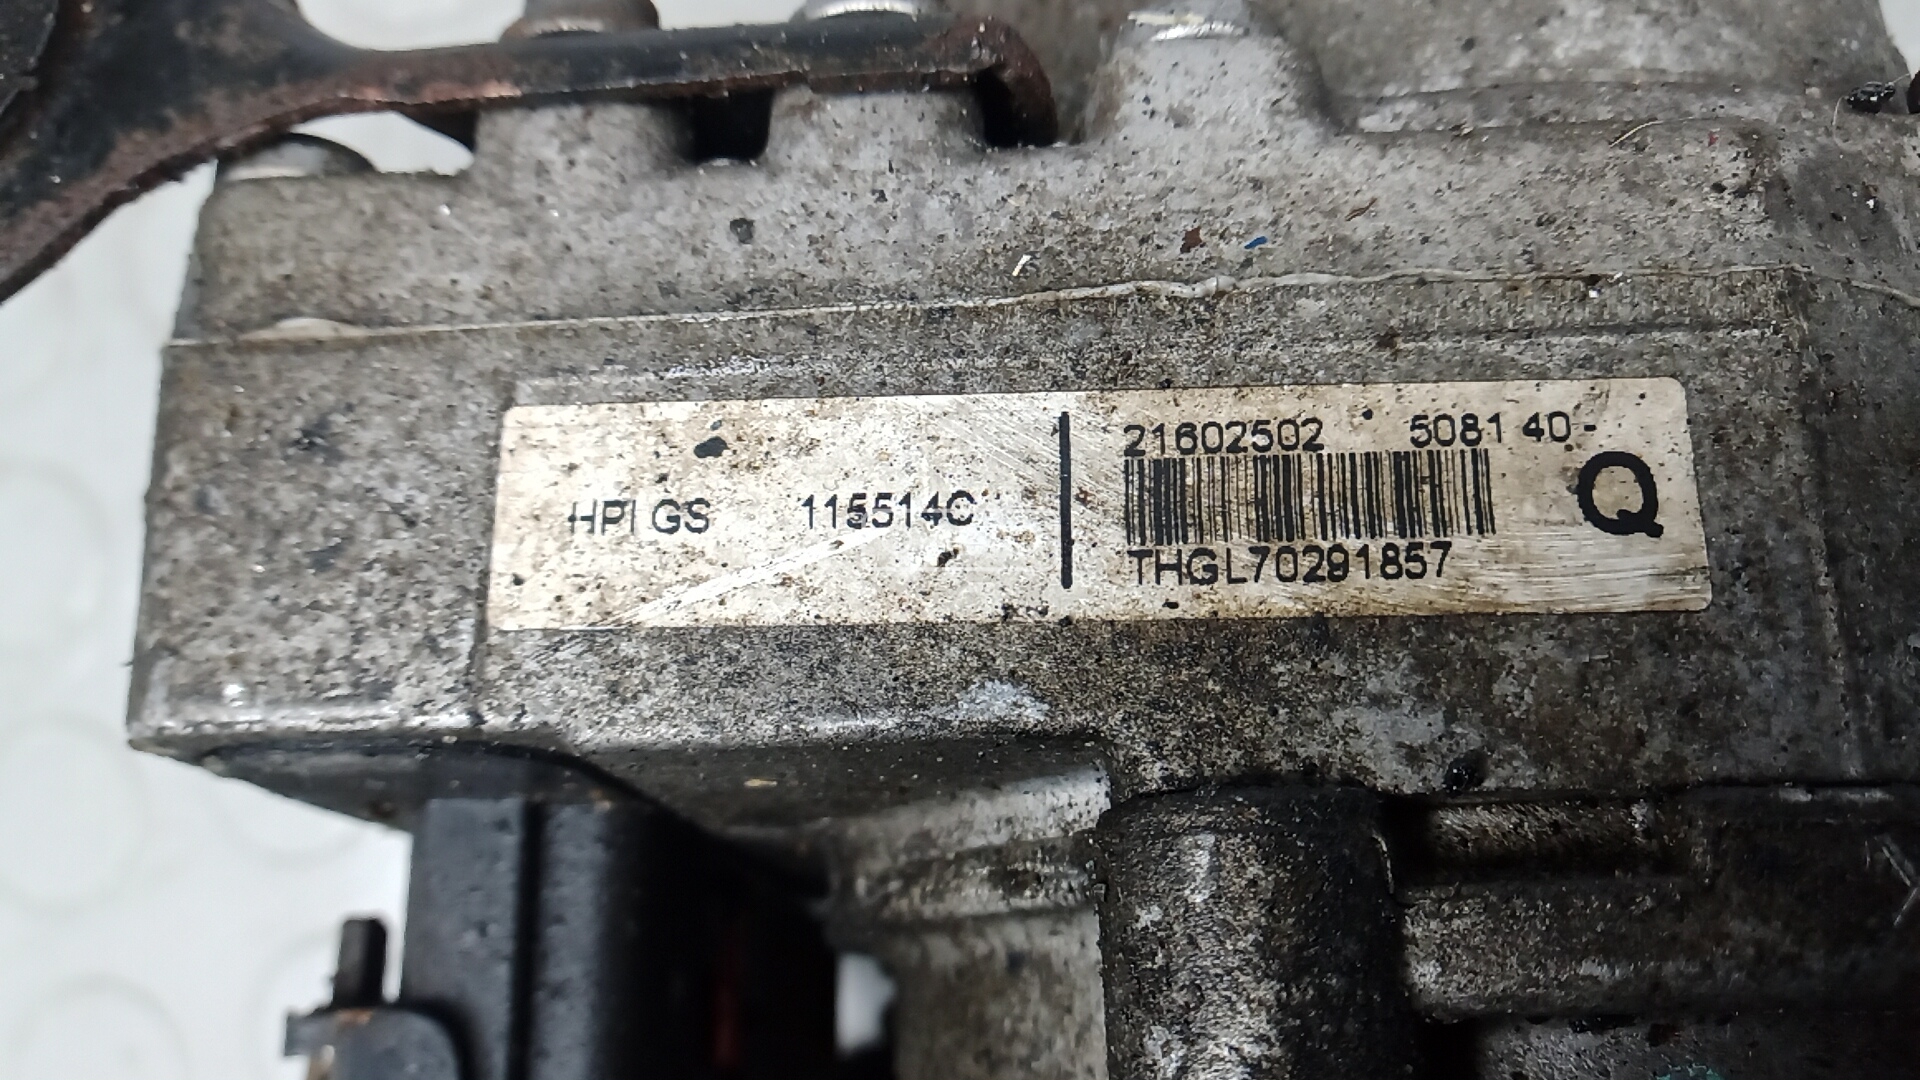 HPI GS 115514C
21602502 508140-
THGL70291857
Q